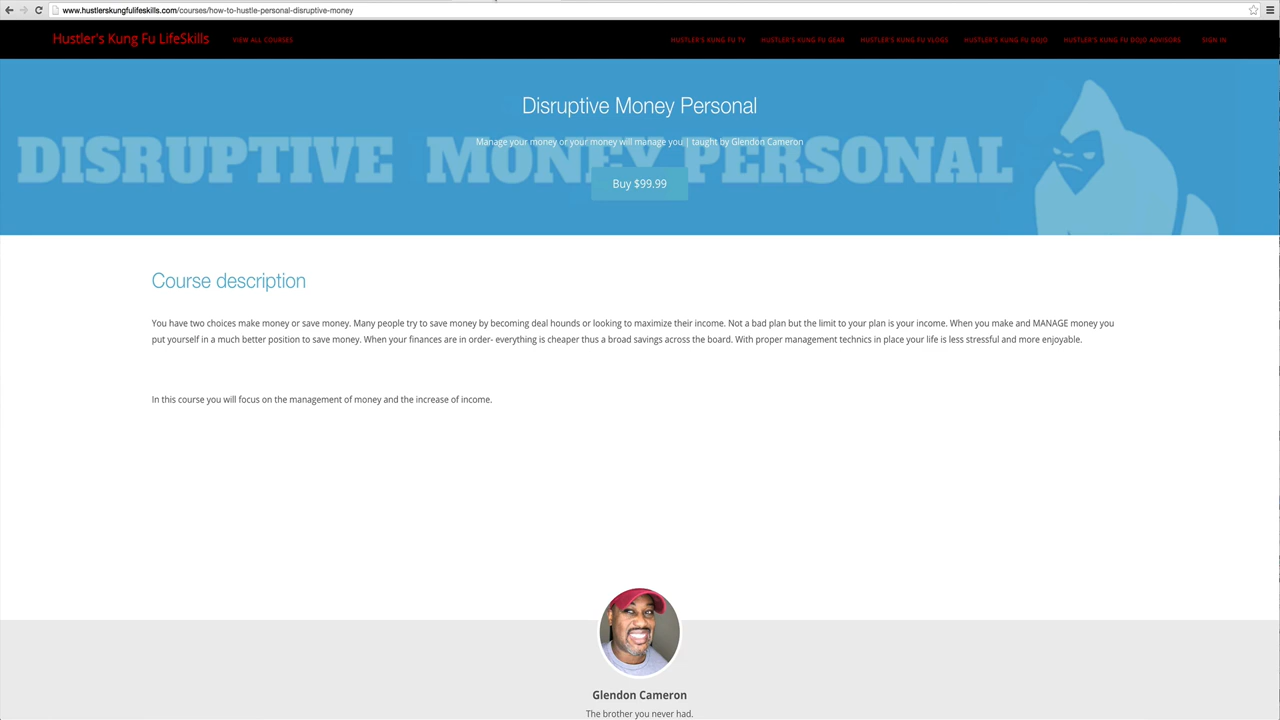 www.hustlerskungfulifeskills.com/courses/how-to-hustle-personal-disruptive-money
Hustler's Kung Fu LifeSkills
VIEW ALL COURSES
HUSTLER'S KUNG FU TV
HUSTLER'S KUNG FU GEAR
HUSTLER'S KUNG FU VLOGS
HUSTLER'S KUNG FU DOJO
HUSTLER'S KUNG FU DOJO ADVISORS
SIGN IN
Disruptive Money Personal
Manage your money or your money will manage you | taught by Glendon Cameron
DISRUPTIVE MONEY PERSONAL
Buy $99.99
Course description
You have two choices make money or save money. Many people try to save money by becoming deal hounds or looking to maximize their income. Not a bad plan but the limit to your plan is your income. When you make and MANAGE money you
put yourself in a much better position to save money. When your finances are in order- everything is cheaper thus a broad savings across the board. With proper management technics in place your life is less stressful and more enjoyable.
In this course you will focus on the management of money and the increase of income.
Glendon Cameron
The brother you never had.